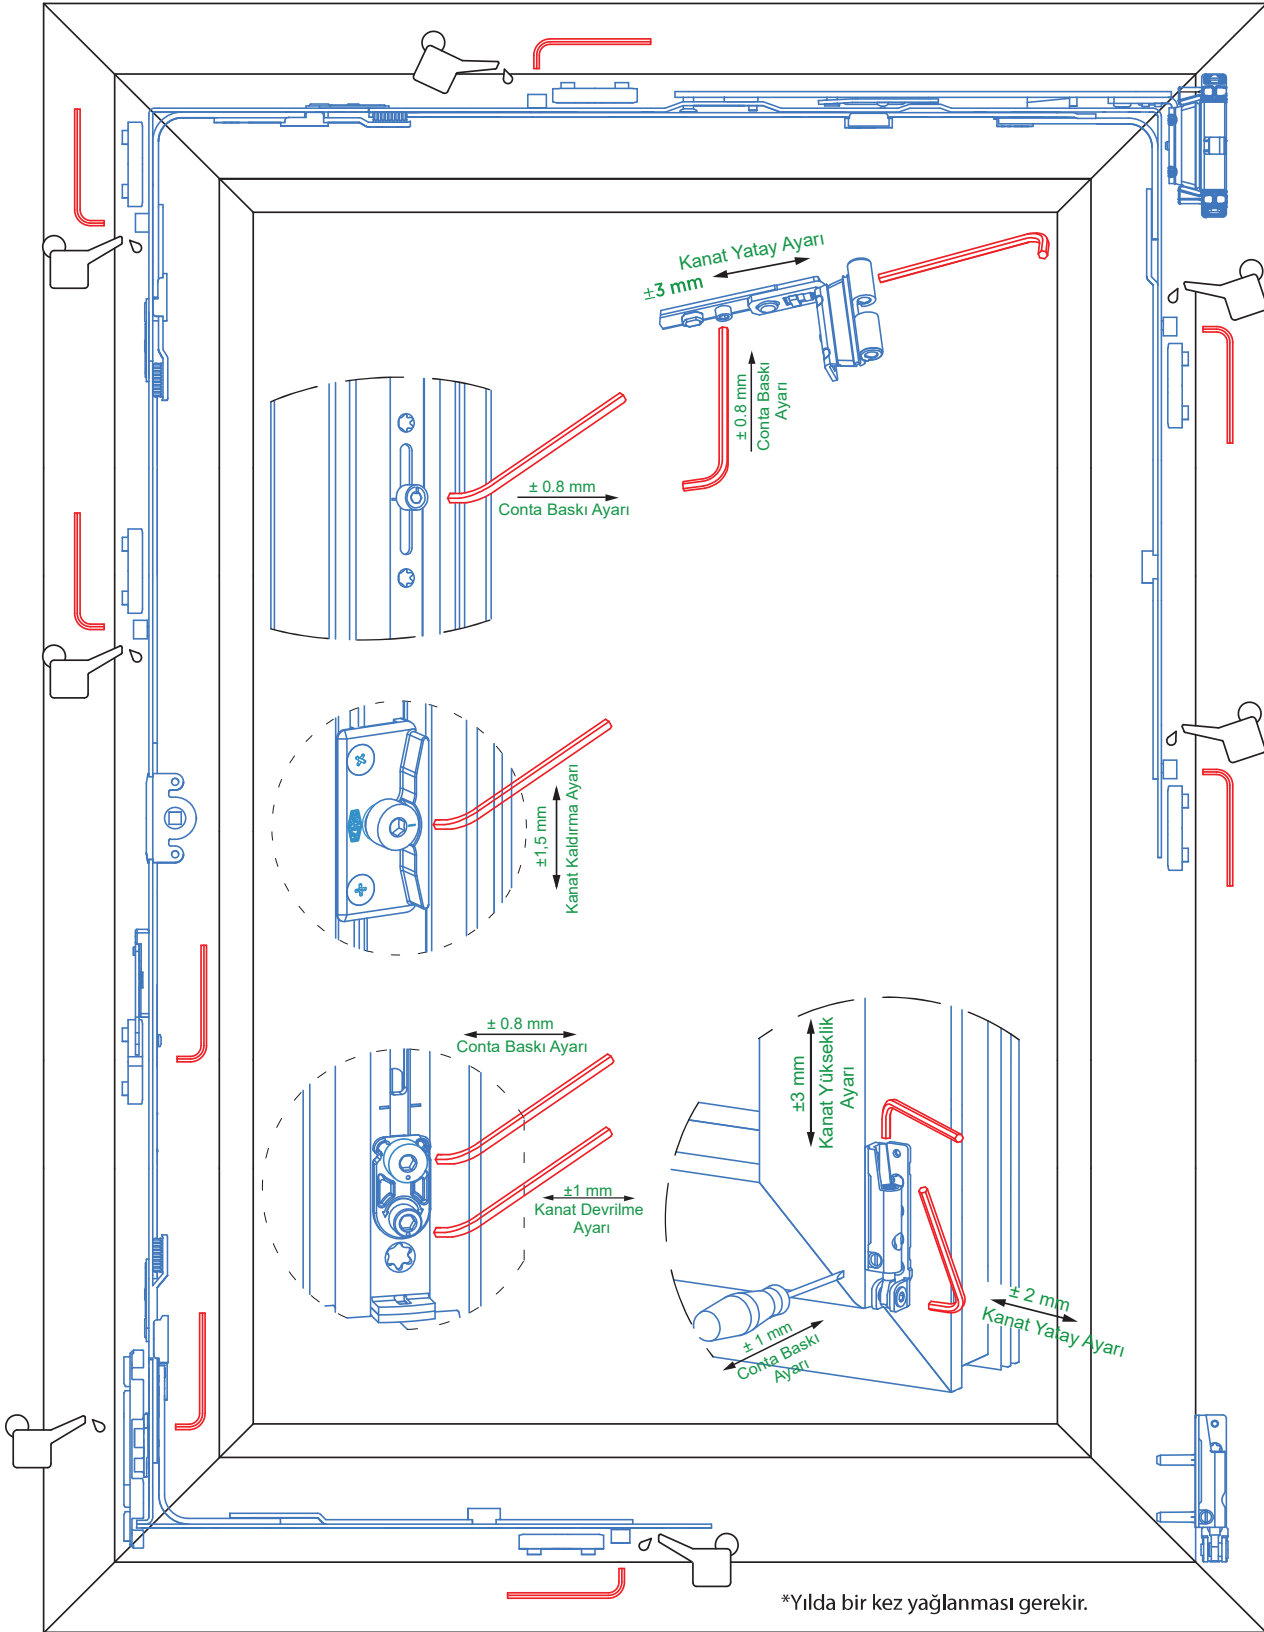 Kanat Yatay Ayarı
±3 mm
± 0.8 mm
Conta Baskı
Ayarı
± 0.8 mm
Conta Baskı Ayarı
±1,5 mm
Kanat Kaldırma Ayarı
± 0.8 mm
Conta Baskı Ayarı
±1 mm
Kanat Devrilme
Ayarı
±3 mm
Kanat Yükseklik
Ayarı
± 2 mm
Kanat Yatay Ayarı
± 1 mm
Conta Baskı
Ayarı
*Yılda bir kez yağlanması gerekir.